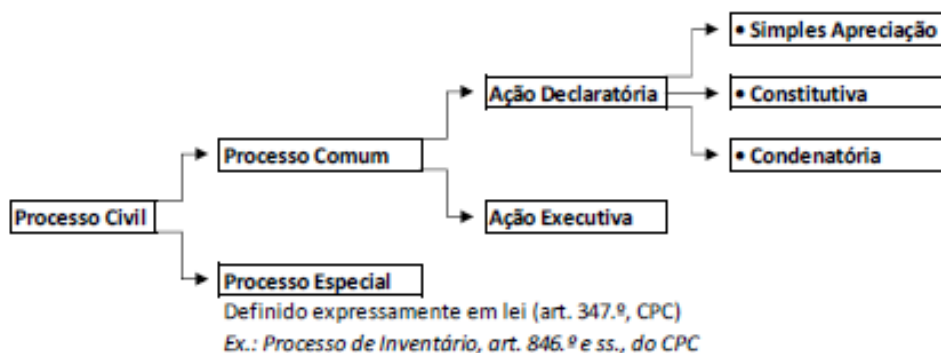 • Simples Apreciação
Ação Declaratória
• Constitutiva
Processo Comum
• Condenatória
Processo Civil
Ação Executiva
Processo Especial
Definido expressamente em lei (art. 347.º, CPC)
Ex.: Processo de Inventário, art. 846.º e ss., do CPC